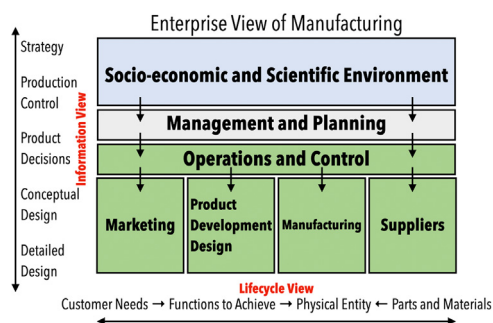 Enterprise View of Manufacturing
Strategy
Production
Control
Product
Decisions
Conceptual
Design
Detailed
Design
Information View
Socio-economic and Scientific Environment
Management and Planning
Operations and Control
Marketing
Product
Development
Design
Manufacturing
Suppliers
Lifecycle View
Customer Needs → Functions to Achieve → Physical Entity ← Parts and Materials